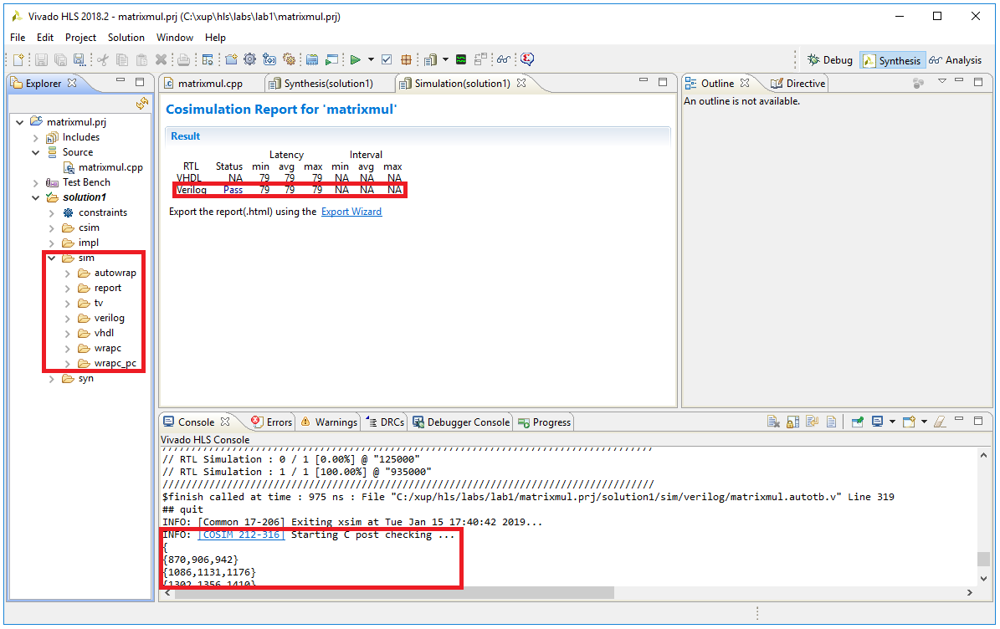 Vivado HLS 2018.2 - matrixmul.prj (C:\xup\hls\labs\lab1\matrixmul.prj)
File Edit Project Solution Window Help
Debug Synthesis Analysis
Explorer
matrixmul.prj
Includes
Source
matrixmul.cpp
Test Bench
solution1
constraints
csim
impl
sim
autowrap
report
tv
verilog
vhdl
wrapc
wrapc_pc
syn
matrixmul.cpp Synthesis(solution1) Simulation(solution1)
Cosimulation Report for 'matrixmul'
Result
Latency Interval
RTL Status min avg max min avg max
VHDL NA 79 79 79 NA NA NA
Verilog Pass 79 79 79 NA NA NA
Export the report(.html) using the Export Wizard
Outline Directive
An outline is not available.
Console Errors Warnings DRCs Debugger Console Progress
Vivado HLS Console
// RTL Simulation : 0 / 1 [0.00%] @ "125000"
// RTL Simulation : 1 / 1 [100.00%] @ "935000"
////////////////////////////////////////////////////////////////////////////////////
$finish called at time : 975 ns : File "C:/xup/hls/labs/lab1/matrixmul.prj/solution1/sim/verilog/matrixmul.autotb.v" Line 319
## quit
INFO: [Common 17-206] Exiting xsim at Tue Jan 15 17:40:42 2019...
INFO: [COSIM 212-316] Starting C post checking ...
{
{870,906,942}
{1086,1131,1176}
{1302,1356,1410}